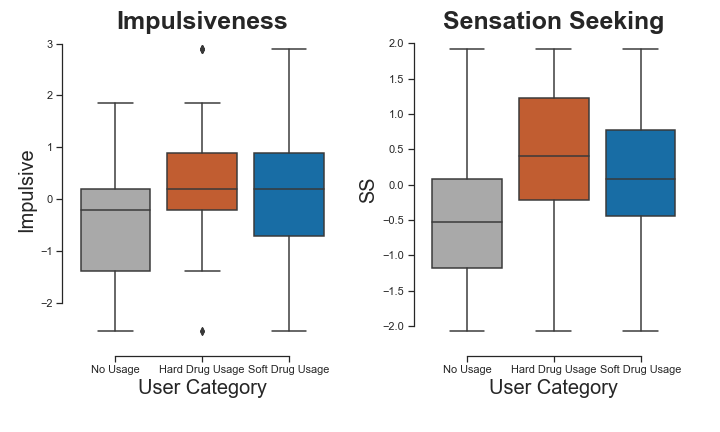 Impulsiveness
Impulsive
3
2
1
0
−1
−2
No Usage
Hard Drug Usage
Soft Drug Usage
User Category
Sensation Seeking
SS
2.0
1.5
1.0
0.5
0.0
−0.5
−1.0
−1.5
−2.0
No Usage
Hard Drug Usage
Soft Drug Usage
User Category